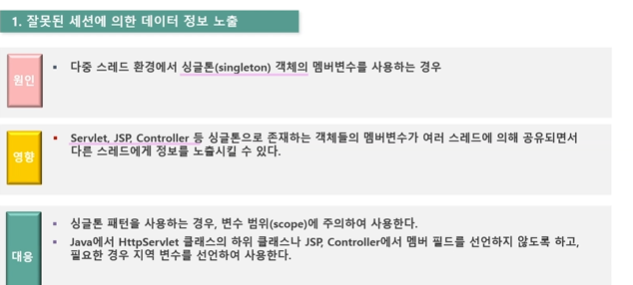 1. 잘못된 세션에 의한 데이터 정보 노출
원인
▪ 다중 스레드 환경에서 싱글톤(singleton) 객체의 멤버변수를 사용하는 경우
영향
▪ Servlet, JSP, Controller 등 싱글톤으로 존재하는 객체들의 멤버변수가 여러 스레드에 의해 공유되면서
다른 스레드에게 정보를 노출시킬 수 있다.
대응
▪ 싱글톤 패턴을 사용하는 경우, 변수 범위(scope)에 주의하여 사용한다.
▪ Java에서 HttpServlet 클래스의 하위 클래스나 JSP, Controller에서 멤버 필드를 선언하지 않도록 하고,
필요한 경우 지역 변수를 선언하여 사용한다.